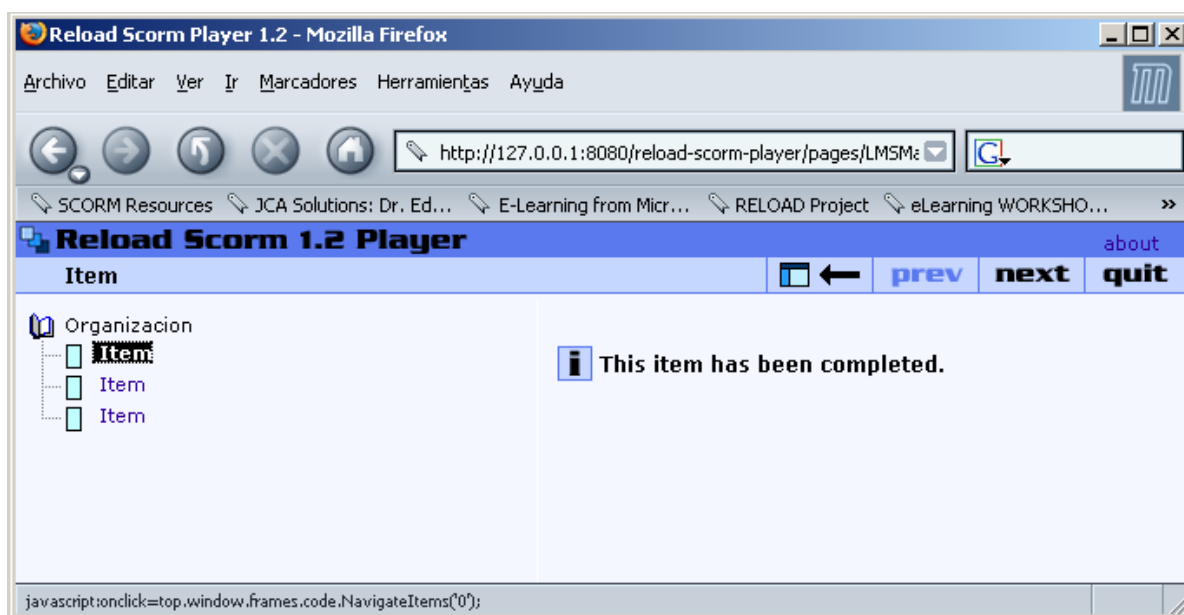 Reload Scorm Player 1.2 - Mozilla Firefox
Archivo Editar Ver Ir Marcadores Herramientas Ayuda
http://127.0.0.1:8080/reload-scorm-player/pages/LMSMa
G
SCORM Resources JCA Solutions: Dr. Ed... E-Learning from Micr... RELOAD Project eLearning WORKSHO... »
Reload Scorm 1.2 Player about
Item prev next quit
Organizacion
Item
Item
Item
i This item has been completed.
javascript:onclick=top.window.frames.code.NavigateItems('0');